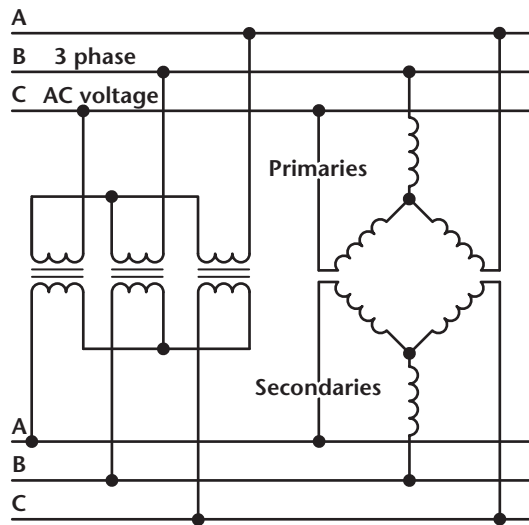 A
B 3 phase
C AC voltage
Primaries
Secondaries
A
B
C